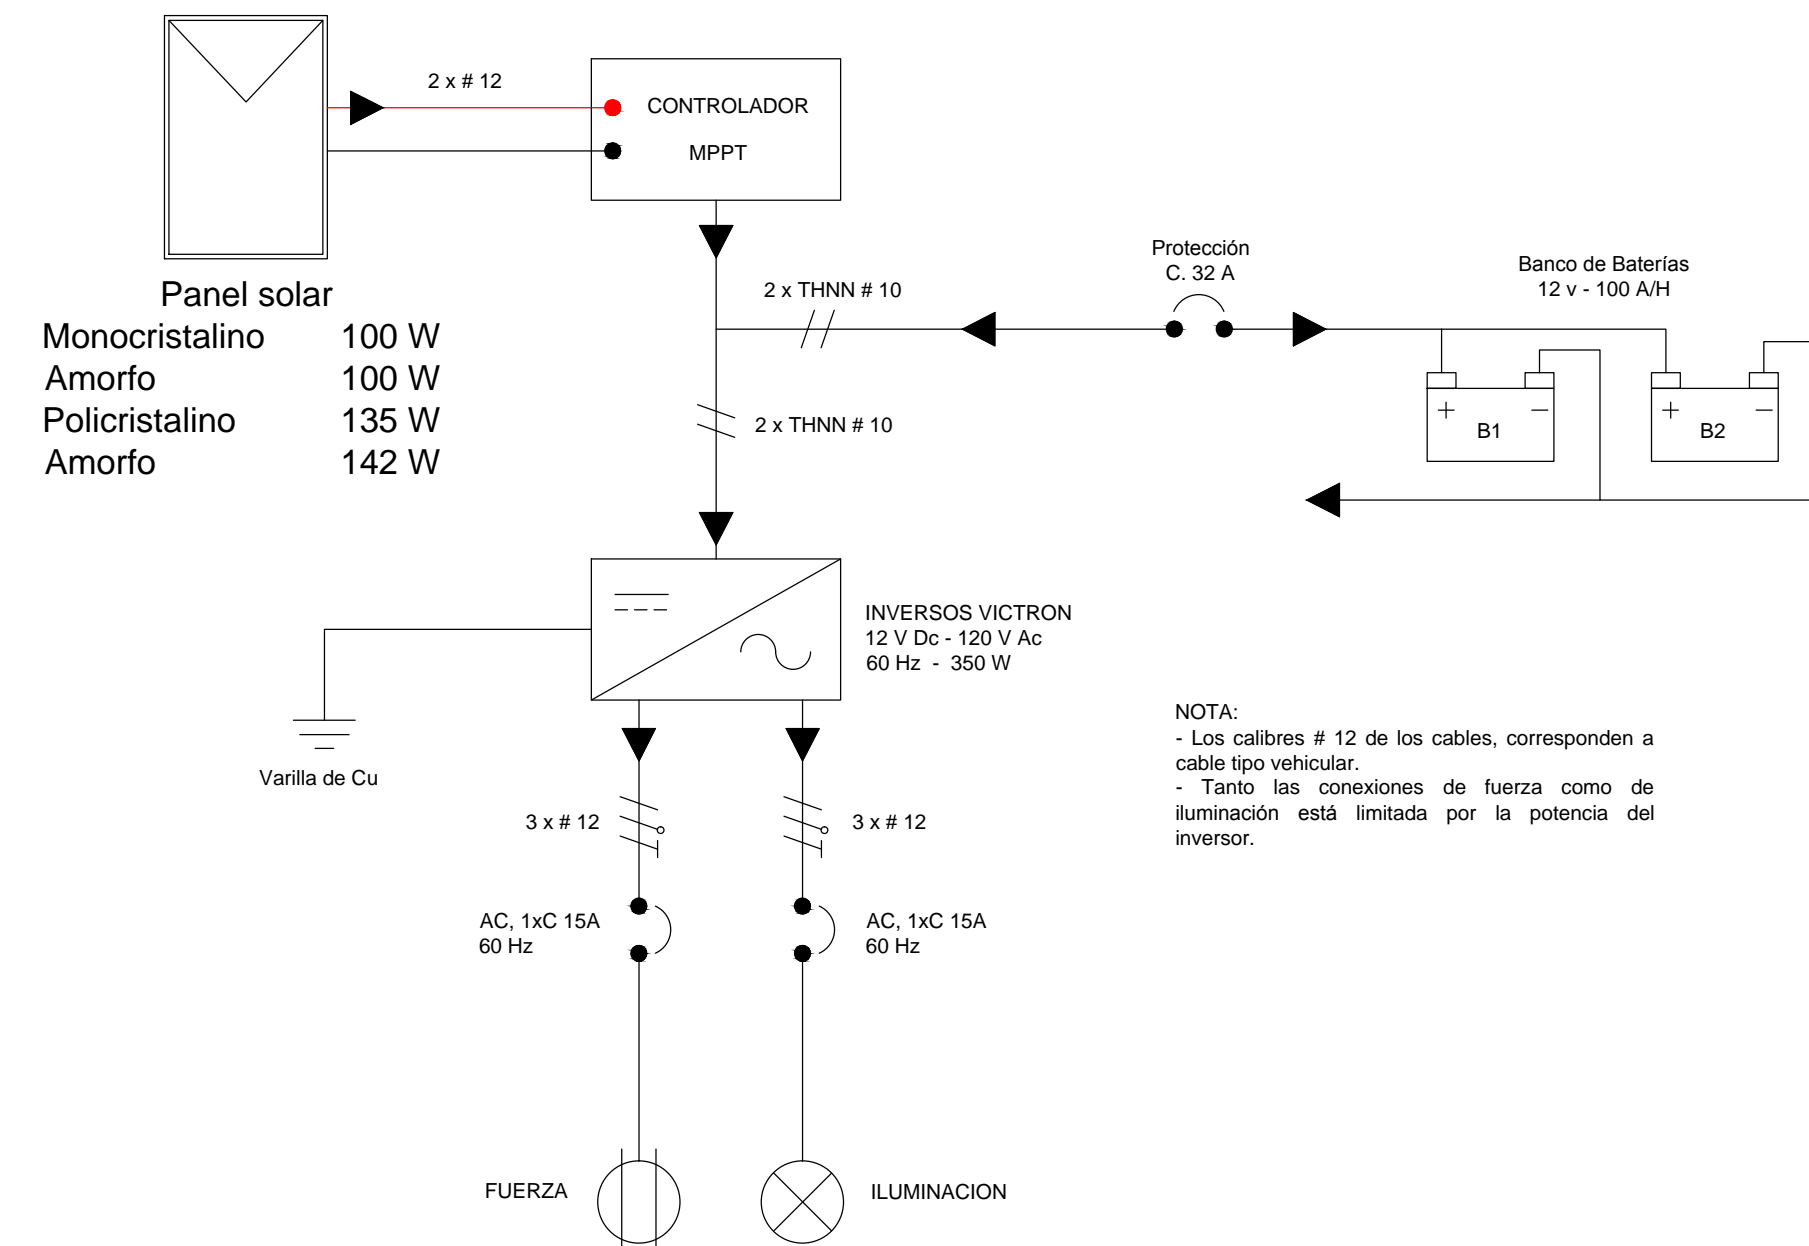 2 x # 12
CONTROLADOR
MPPT
Panel solar
Monocristalino 100 W
Amorfo 100 W
Policristalino 135 W
Amorfo 142 W
2 x THNN # 10
Protección
C. 32 A
Banco de Baterías
12 v - 100 A/H
+ −
B1
+ −
B2
2 x THNN # 10
INVERSOS VICTRON
12 V Dc - 120 V Ac
60 Hz - 350 W
Varilla de Cu
NOTA:
- Los calibres # 12 de los cables, corresponden a
cable tipo vehicular.
- Tanto las conexiones de fuerza como de
iluminación está limitada por la potencia del
inversor.
3 x # 12
3 x # 12
AC, 1xC 15A
60 Hz
AC, 1xC 15A
60 Hz
FUERZA
ILUMINACION